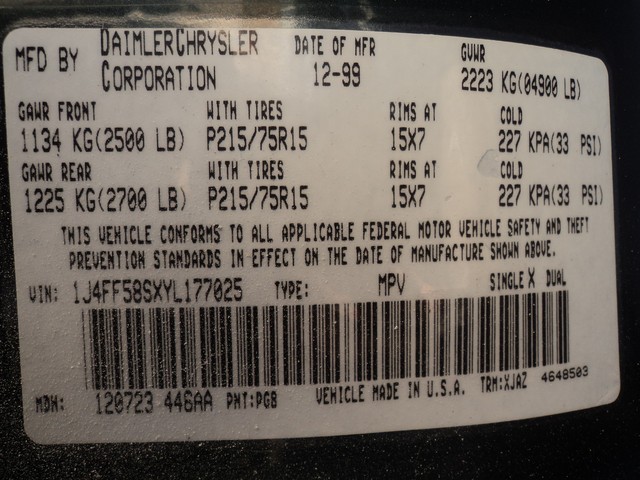 MFD BY DAIMLERCHRYSLER CORPORATION DATE OF MFR 12-99 GVWR 2223 KG(04900 LB)
GAWR FRONT WITH TIRES RIMS AT COLD
1134 KG(2500 LB) P215/75R15 15X7 227 KPA(33 PSI)
GAWR REAR WITH TIRES RIMS AT COLD
1225 KG(2700 LB) P215/75R15 15X7 227 KPA(33 PSI)
THIS VEHICLE CONFORMS TO ALL APPLICABLE FEDERAL MOTOR VEHICLE SAFETY AND THEFT
PREVENTION STANDARDS IN EFFECT ON THE DATE OF MANUFACTURE SHOWN ABOVE.
VIN: 1J4FF58SXYL177025 TYPE: MPV SINGLE X DUAL
MDH: 120723 446AA PNT:PG8 VEHICLE MADE IN U.S.A. TRM:XJAZ 4648503